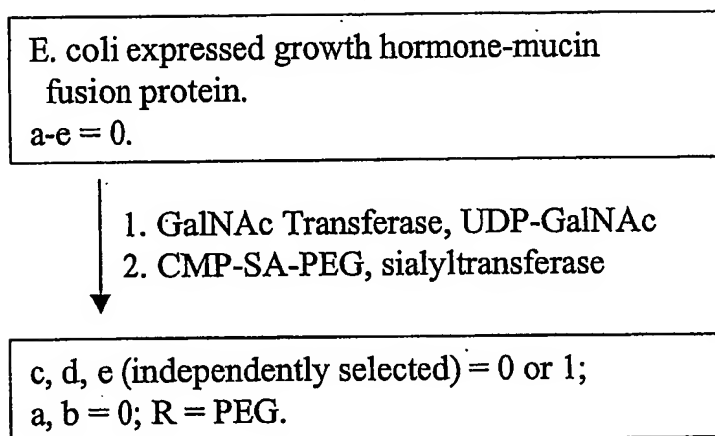 E. coli expressed growth hormone-mucin
fusion protein.
a-e = 0.
1. GalNAc Transferase, UDP-GalNAc
2. CMP-SA-PEG, sialyltransferase
c, d, e (independently selected) = 0 or 1;
a, b = 0; R = PEG.